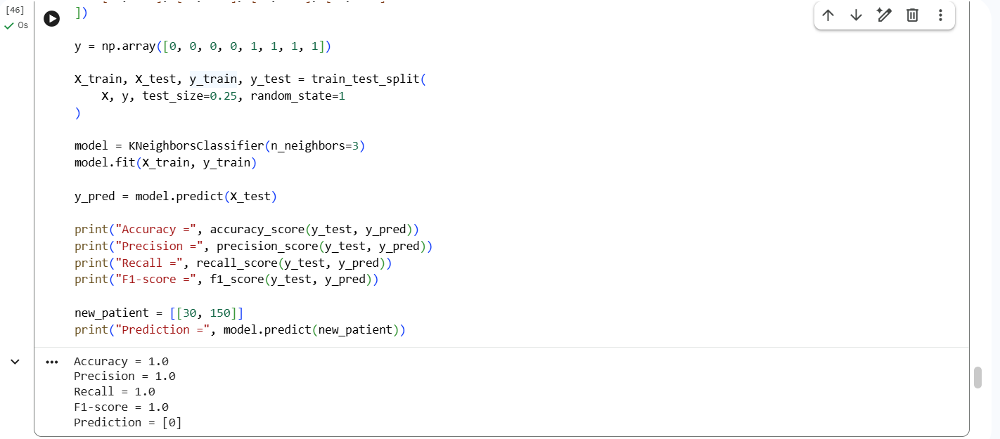 [46]
0s
])
y = np.array([0, 0, 0, 0, 1, 1, 1, 1])
X_train, X_test, y_train, y_test = train_test_split(
    X, y, test_size=0.25, random_state=1
)
model = KNeighborsClassifier(n_neighbors=3)
model.fit(X_train, y_train)
y_pred = model.predict(X_test)
print("Accuracy =", accuracy_score(y_test, y_pred))
print("Precision =", precision_score(y_test, y_pred))
print("Recall =", recall_score(y_test, y_pred))
print("F1-score =", f1_score(y_test, y_pred))
new_patient = [[30, 150]]
print("Prediction =", model.predict(new_patient))
Accuracy = 1.0
Precision = 1.0
Recall = 1.0
F1-score = 1.0
Prediction = [0]